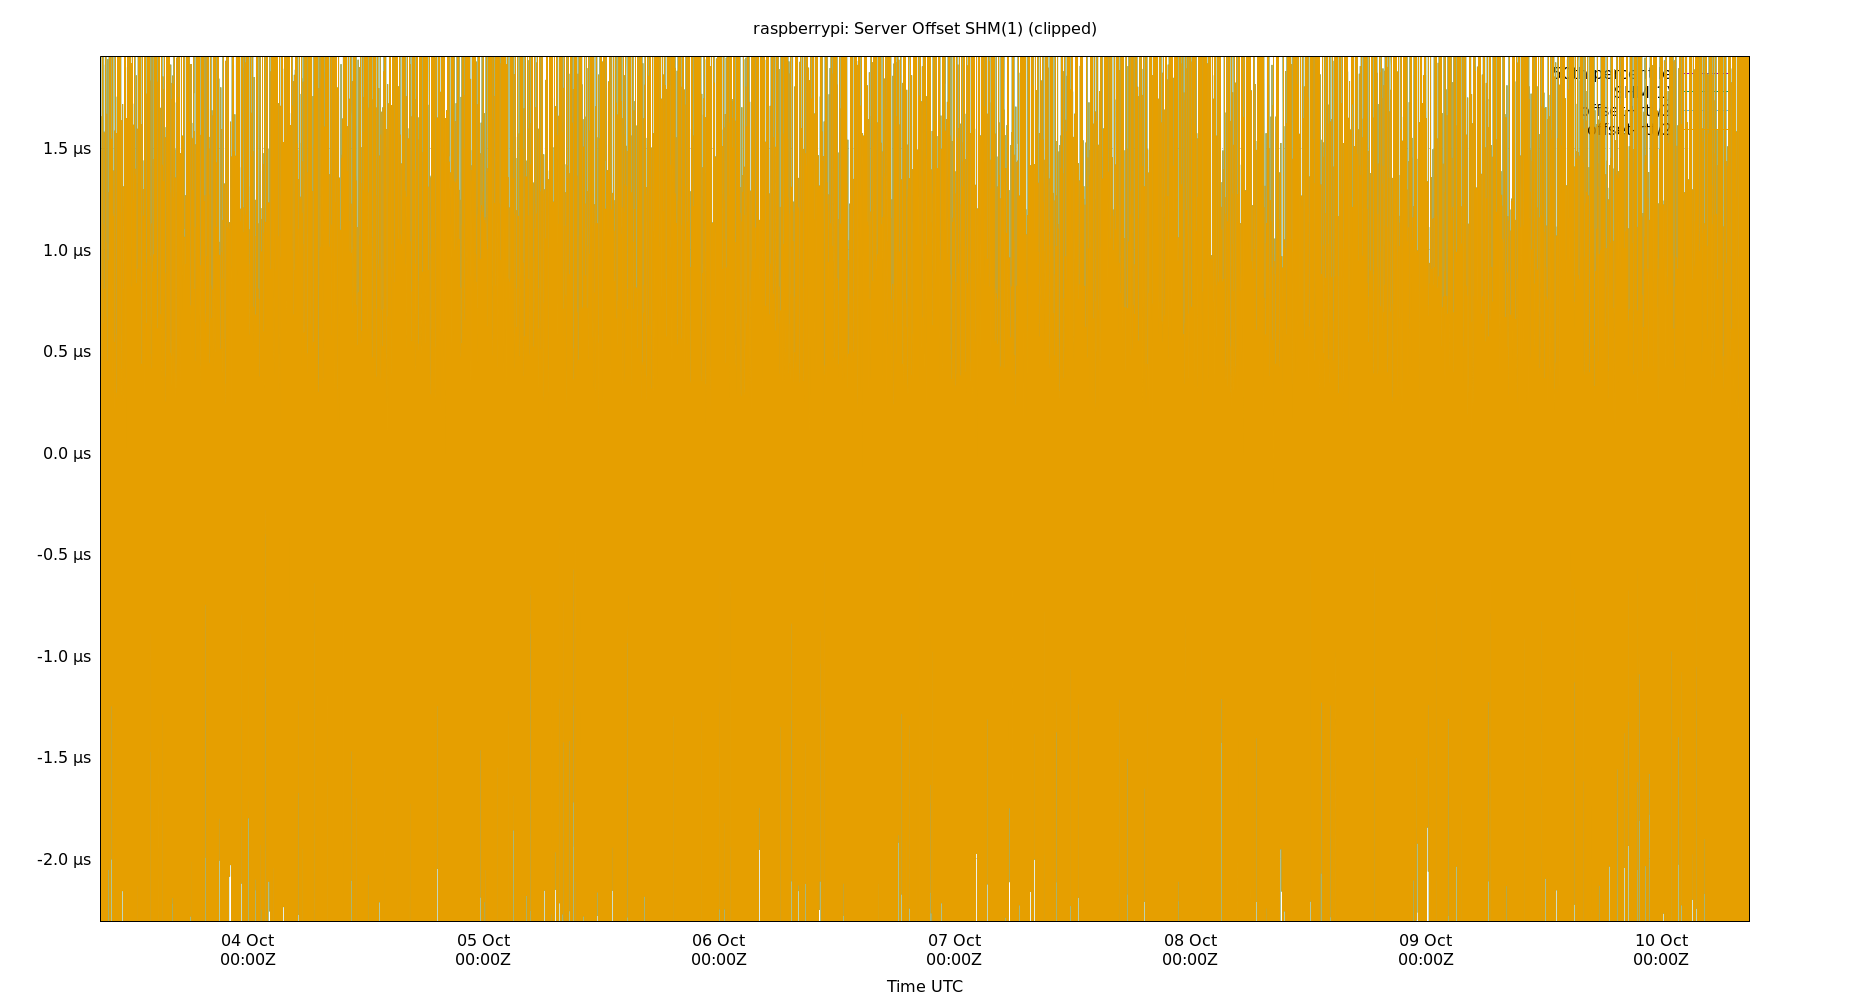 raspberrypi: Server Offset SHM(1) (clipped)
1.5 µs
1.0 µs
0.5 µs
0.0 µs
-0.5 µs
-1.0 µs
-1.5 µs
-2.0 µs
04 Oct 05 Oct 06 Oct 07 Oct 08 Oct 09 Oct 10 Oct
00:00Z 00:00Z 00:00Z 00:00Z 00:00Z 00:00Z 00:00Z
Time UTC